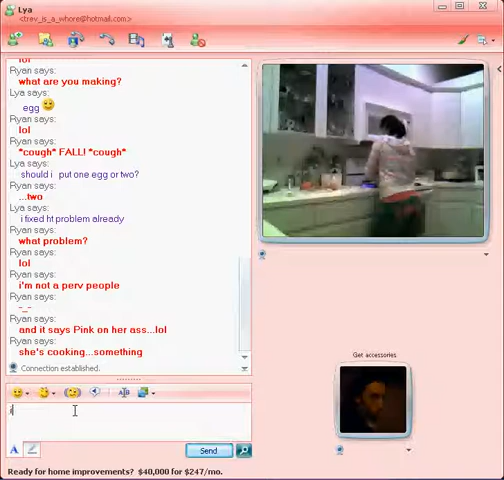 Lya
<trev_is_a_whore@hotmail.com>
lol
Ryan says:
what are you making?
Lya says:
egg
Ryan says:
lol
Ryan says:
*cough* FALL! *cough*
Lya says:
should i put one egg or two?
Ryan says:
...two
Lya says:
i fixed ht problem already
Ryan says:
what problem?
Ryan says:
lol
Ryan says:
i'm not a perv people
Ryan says:
-_-
Ryan says:
and it says Pink on her ass...lol
Ryan says:
she's cooking...something
Connection established.
Get accessories
A
Send
Ready for home improvements? $40,000 for $247/mo.